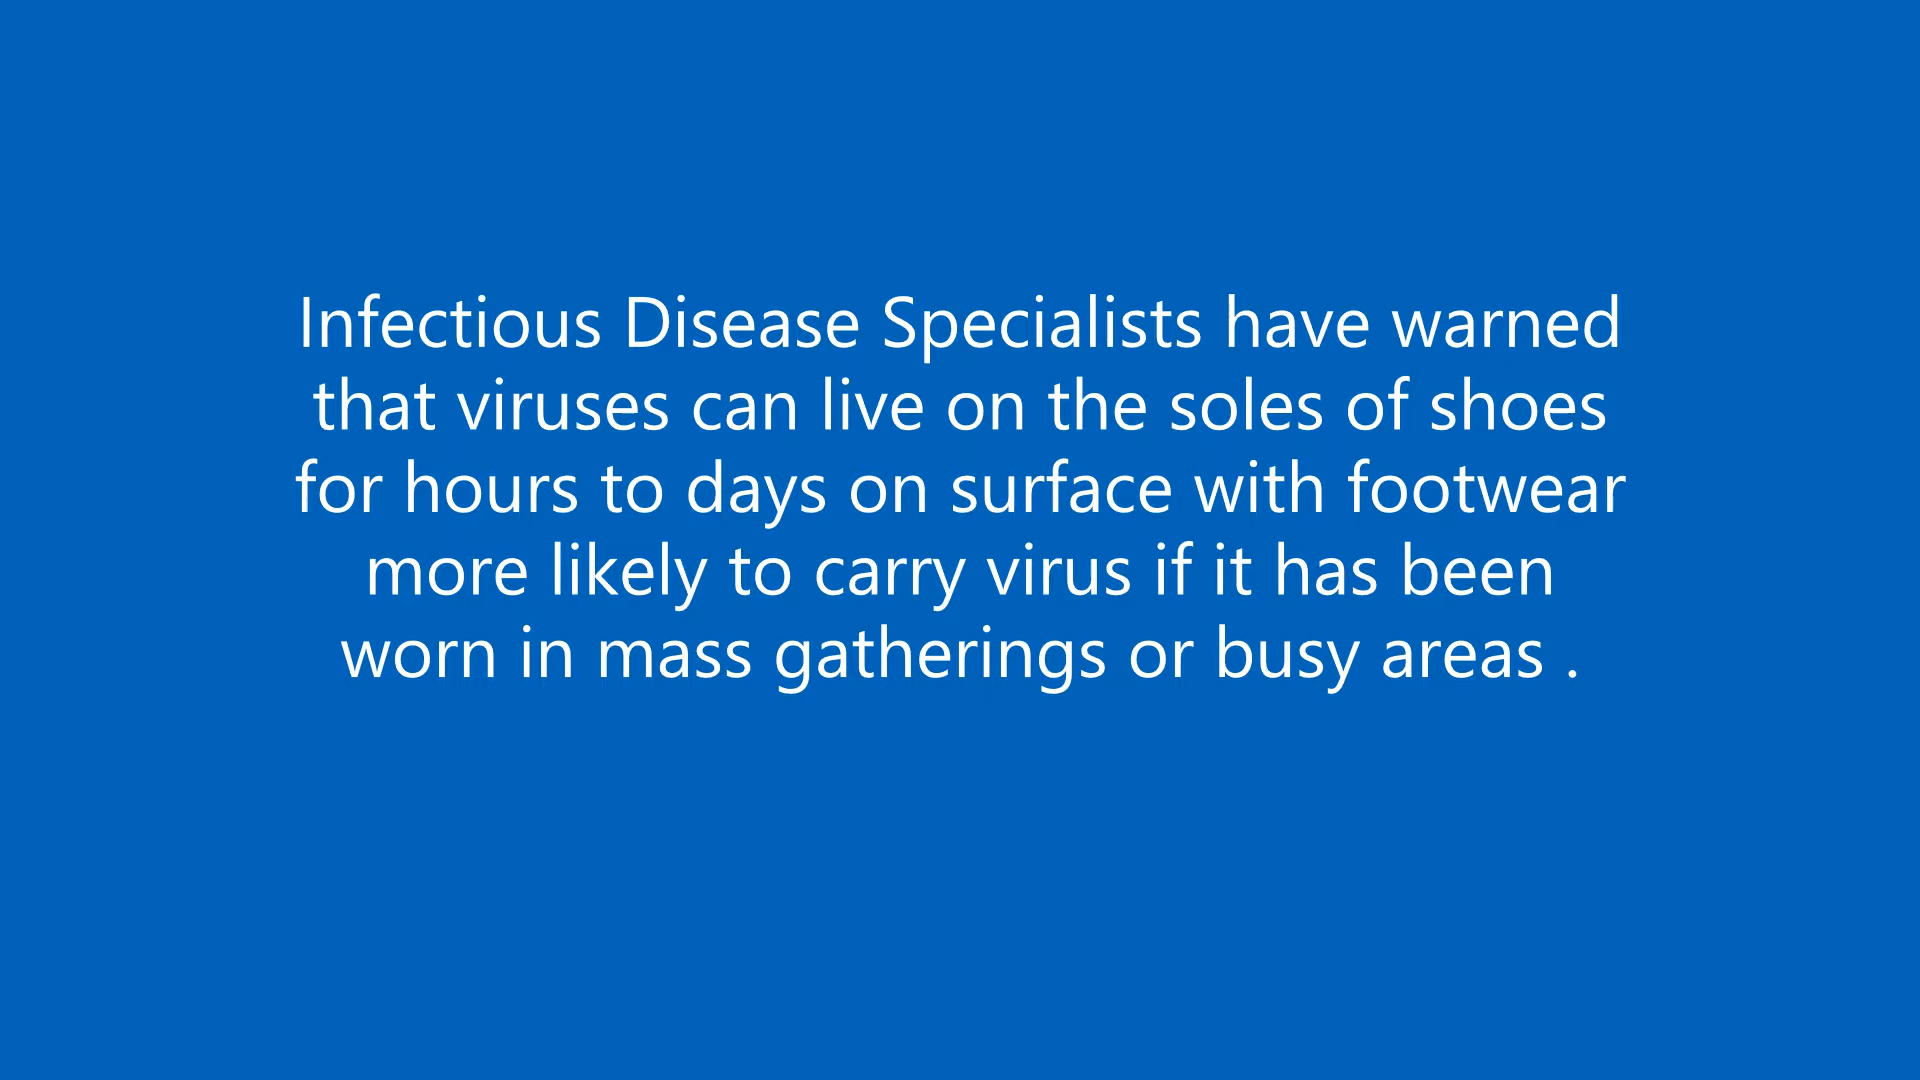 Infectious Disease Specialists have warned
that viruses can live on the soles of shoes
for hours to days on surface with footwear
more likely to carry virus if it has been
worn in mass gatherings or busy areas .